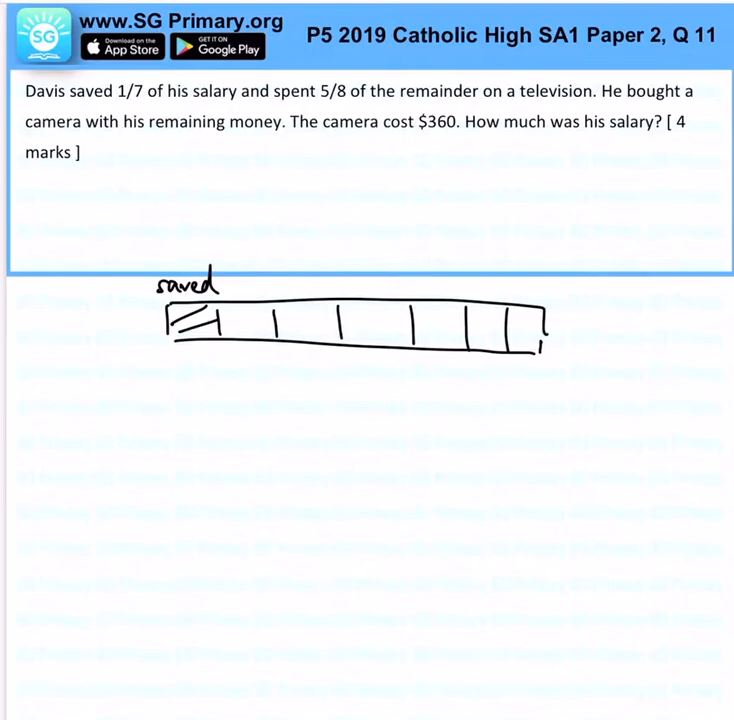 www.SG Primary.org
SG
Download on the
App Store
GET IT ON
Google Play
P5 2019 Catholic High SA1 Paper 2, Q 11
Davis saved 1/7 of his salary and spent 5/8 of the remainder on a television. He bought a
camera with his remaining money. The camera cost $360. How much was his salary? [ 4
marks ]
saved